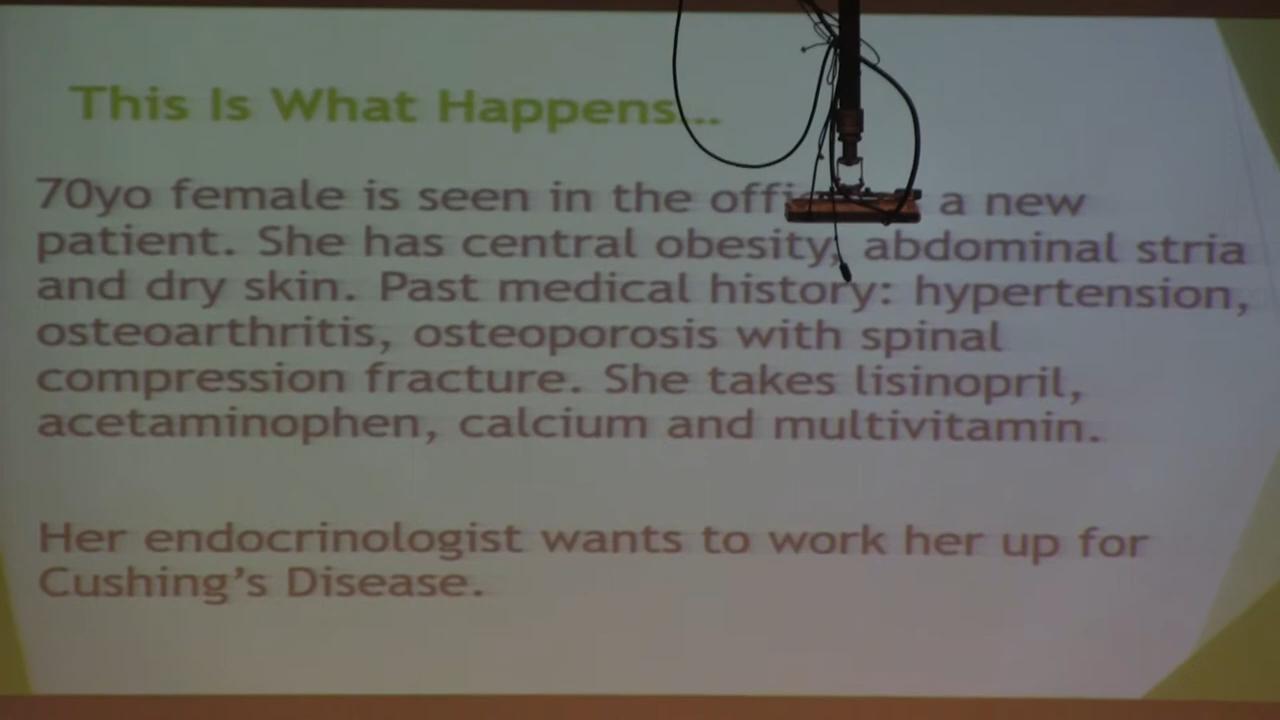 This Is What Happens...
70yo female is seen in the a new
patient. She has central obesity, abdominal stria
and dry skin. Past medical history: hypertension,
osteoarthritis, osteoporosis with spinal
compression fracture. She takes lisinopril,
acetaminophen, calcium and multivitamin.
Her endocrinologist wants to work her up for
Cushing’s Disease.